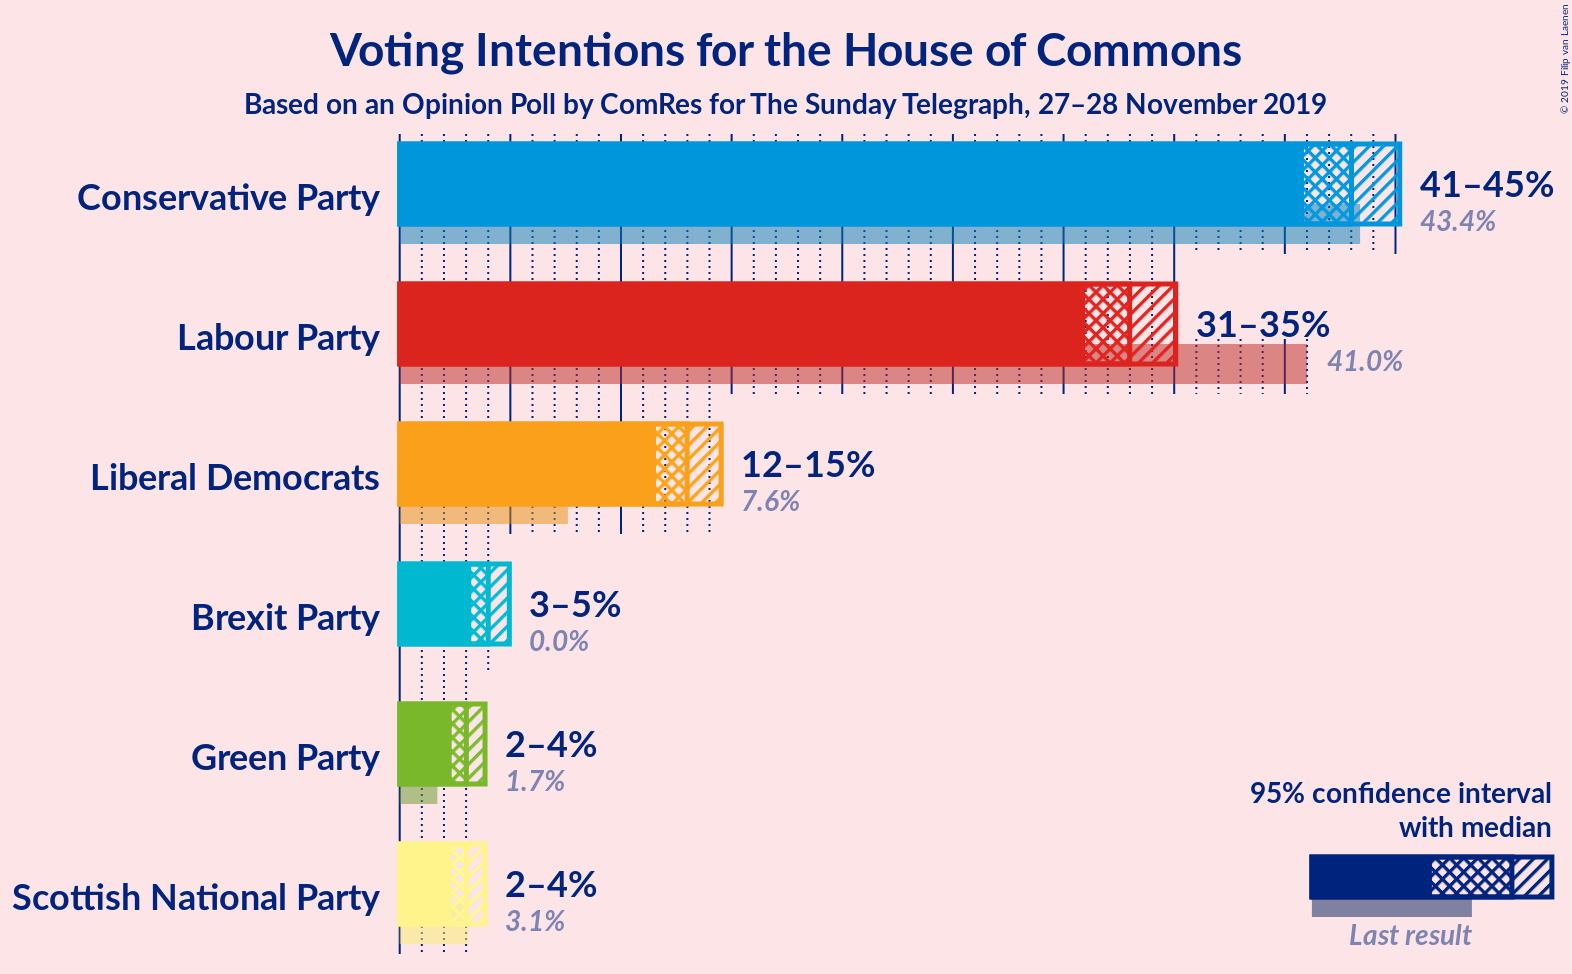 Voting Intentions for the House of Commons
Based on an Opinion Poll by ComRes for The Sunday Telegraph, 27–28 November 2019
© 2019 Filip van Laenen
Conservative Party
41–45%
43.4%
Labour Party
31–35%
41.0%
Liberal Democrats
12–15%
7.6%
Brexit Party
3–5%
0.0%
Green Party
2–4%
1.7%
Scottish National Party
2–4%
3.1%
95% confidence interval
with median
Last result